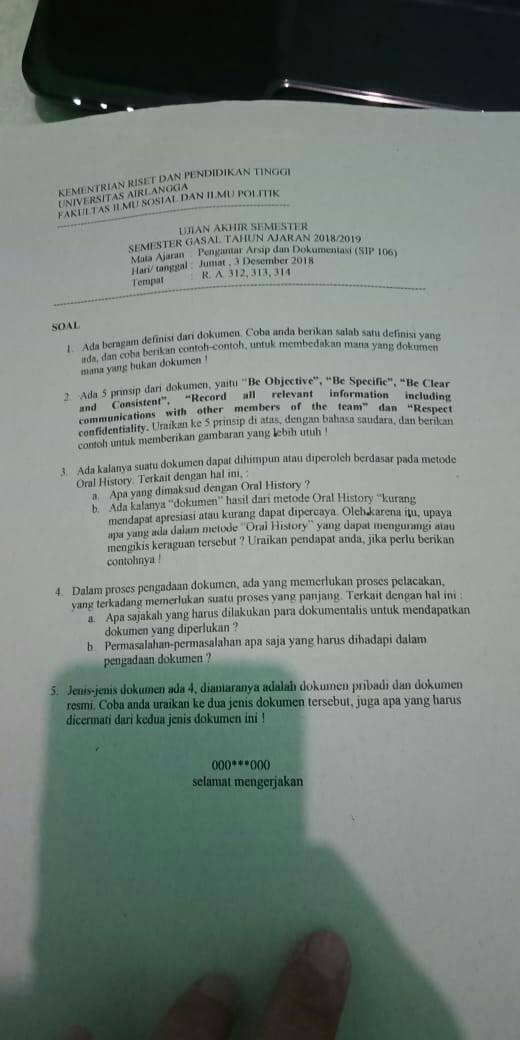 KEMENTRIAN RISET DAN PENDIDIKAN TINGGI
UNIVERSITAS AIRLANGGA
FAKULTAS ILMU SOSIAL DAN ILMU POLITIK
UJIAN AKHIR SEMESTER
SEMESTER GASAL TAHUN AJARAN 2018/2019
Mata Ajaran : Pengantar Arsip dan Dokumentasi (SIP 106)
Hari/ tanggal : Jumat , 3 Desember 2018
Tempat R. A. 312, 313, 314
SOAL
1. Ada beragam definisi dari dokumen. Coba anda berikan salah satu definisi yang
ada, dan coba berikan contoh-contoh, untuk membedakan mana yang dokumen
mana yang bukan dokumen !
2. Ada 5 prinsip dari dokumen, yaitu "Be Objective", "Be Specific", "Be Clear
and Consistent", "Record all relevant information including
communications with other members of the team" dan "Respect
confidentiality. Uraikan ke 5 prinsip di atas, dengan bahasa saudara, dan berikan
contoh untuk memberikan gambaran yang lebih utuh !
3. Ada kalanya suatu dokumen dapat dihimpun atau diperoleh berdasar pada metode
Oral History. Terkait dengan hal ini, :
a. Apa yang dimaksud dengan Oral History ?
b. Ada kalanya "dokumen" hasil dari metode Oral History "kurang
mendapat apresiasi atau kurang dapat dipercaya. Oleh karena itu, upaya
apa yang ada dalam metode "Oral History" yang dapat mengurangi atau
mengikis keraguan tersebut ? Uraikan pendapat anda, jika perlu berikan
contohnya !
4. Dalam proses pengadaan dokumen, ada yang memerlukan proses pelacakan,
yang terkadang memerlukan suatu proses yang panjang. Terkait dengan hal ini :
a. Apa sajakah yang harus dilakukan para dokumentalis untuk mendapatkan
dokumen yang diperlukan ?
b. Permasalahan-permasalahan apa saja yang harus dihadapi dalam
pengadaan dokumen ?
5. Jenis-jenis dokumen ada 4, diantaranya adalah dokumen pribadi dan dokumen
resmi. Coba anda uraikan ke dua jenis dokumen tersebut, juga apa yang harus
dicermati dari kedua jenis dokumen ini !
000***000
selamat mengerjakan